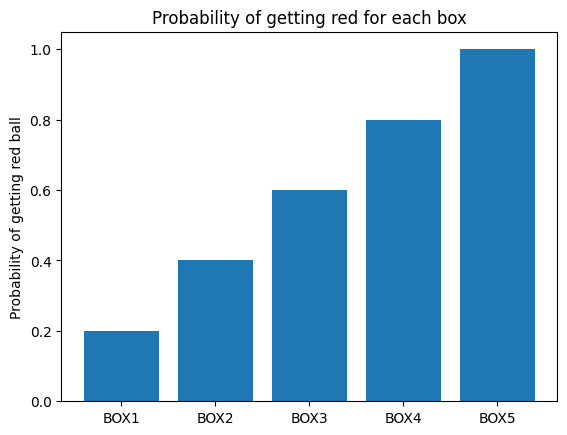 Probability of getting red for each box
Probability of getting red ball
1.0
0.8
0.6
0.4
0.2
0.0
BOX1 BOX2 BOX3 BOX4 BOX5